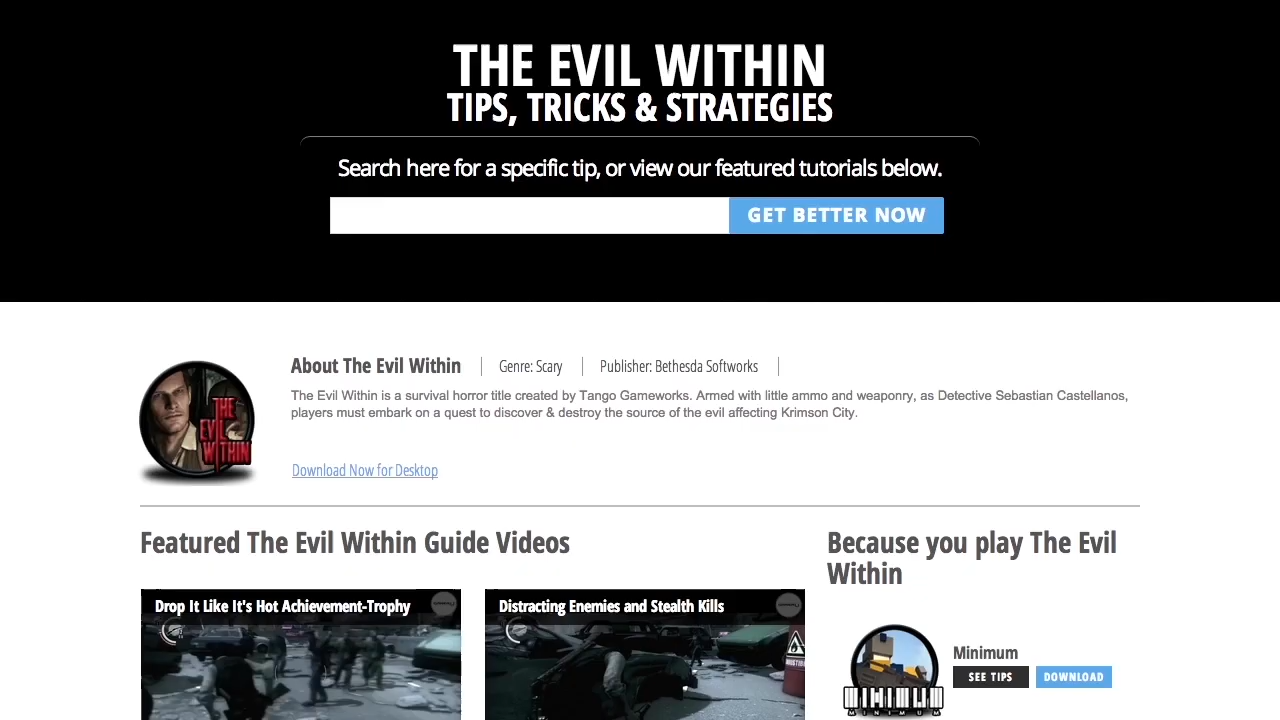 THE EVIL WITHIN
TIPS, TRICKS & STRATEGIES
Search here for a specific tip, or view our featured tutorials below.
GET BETTER NOW
About The Evil Within
Genre: Scary
Publisher: Bethesda Softworks
The Evil Within is a survival horror title created by Tango Gameworks. Armed with little ammo and weaponry, as Detective Sebastian Castellanos,
players must embark on a quest to discover & destroy the source of the evil affecting Krimson City.
THE
EVIL
WITHIN
Download Now for Desktop
Featured The Evil Within Guide Videos
Because you play The Evil
Within
Drop It Like It's Hot Achievement-Trophy
Distracting Enemies and Stealth Kills
Minimum
SEE TIPS
DOWNLOAD
MINIMUM
MINIMUM